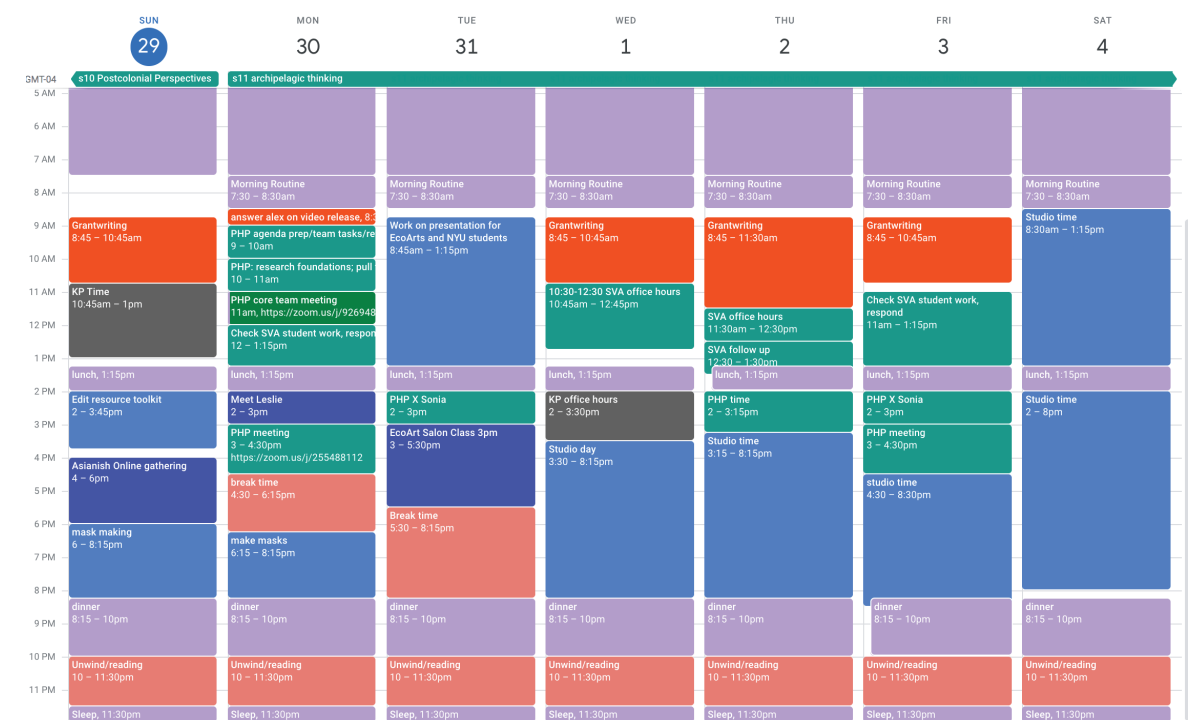 SUN
29
MON
30
TUE
31
WED
1
THU
2
FRI
3
SAT
4
GMT-04
s10 Postcolonial Perspectives
s11 archipelagic thinking
5 AM
6 AM
7 AM
8 AM
9 AM
10 AM
11 AM
12 PM
1 PM
2 PM
3 PM
4 PM
5 PM
6 PM
7 PM
8 PM
9 PM
10 PM
11 PM
Grantwriting
8:45 – 10:45am
KP Time
10:45am – 1pm
lunch, 1:15pm
Edit resource toolkit
2 – 3:45pm
Asianish Online gathering
4 – 6pm
mask making
6 – 8:15pm
dinner
8:15 – 10pm
Unwind/reading
10 – 11:30pm
Sleep, 11:30pm
Morning Routine
7:30 – 8:30am
answer alex on video release, 8:3
PHP agenda prep/team tasks/re
9 – 10am
PHP: research foundations; pull
10 – 11am
PHP core team meeting
11am, https://zoom.us/j/926948
Check SVA student work, respon
12 – 1:15pm
lunch, 1:15pm
Meet Leslie
2 – 3pm
PHP meeting
3 – 4:30pm
https://zoom.us/j/255488112
break time
4:30 – 6:15pm
make masks
6:15 – 8:15pm
dinner
8:15 – 10pm
Unwind/reading
10 – 11:30pm
Sleep, 11:30pm
Morning Routine
7:30 – 8:30am
Work on presentation for
EcoArts and NYU students
8:45am – 1:15pm
lunch, 1:15pm
PHP X Sonia
2 – 3pm
EcoArt Salon Class 3pm
3 – 5:30pm
Break time
5:30 – 8:15pm
dinner
8:15 – 10pm
Unwind/reading
10 – 11:30pm
Sleep, 11:30pm
Morning Routine
7:30 – 8:30am
Grantwriting
8:45 – 10:45am
10:30-12:30 SVA office hours
10:45am – 12:45pm
lunch, 1:15pm
KP office hours
2 – 3:30pm
Studio day
3:30 – 8:15pm
dinner
8:15 – 10pm
Unwind/reading
10 – 11:30pm
Sleep, 11:30pm
Morning Routine
7:30 – 8:30am
Grantwriting
8:45 – 11:30am
SVA office hours
11:30am – 12:30pm
SVA follow up
12:30 – 1:30pm
lunch, 1:15pm
PHP time
2 – 3:15pm
Studio time
3:15 – 8:15pm
dinner
8:15 – 10pm
Unwind/reading
10 – 11:30pm
Sleep, 11:30pm
Morning Routine
7:30 – 8:30am
Grantwriting
8:45 – 10:45am
Check SVA student work,
respond
11am – 1:15pm
lunch, 1:15pm
PHP X Sonia
2 – 3pm
PHP meeting
3 – 4:30pm
studio time
4:30 – 8:30pm
dinner
8:15 – 10pm
Unwind/reading
10 – 11:30pm
Sleep, 11:30pm
Morning Routine
7:30 – 8:30am
Studio time
8:30am – 1:15pm
lunch, 1:15pm
Studio time
2 – 8pm
dinner
8:15 – 10pm
Unwind/reading
10 – 11:30pm
Sleep, 11:30pm